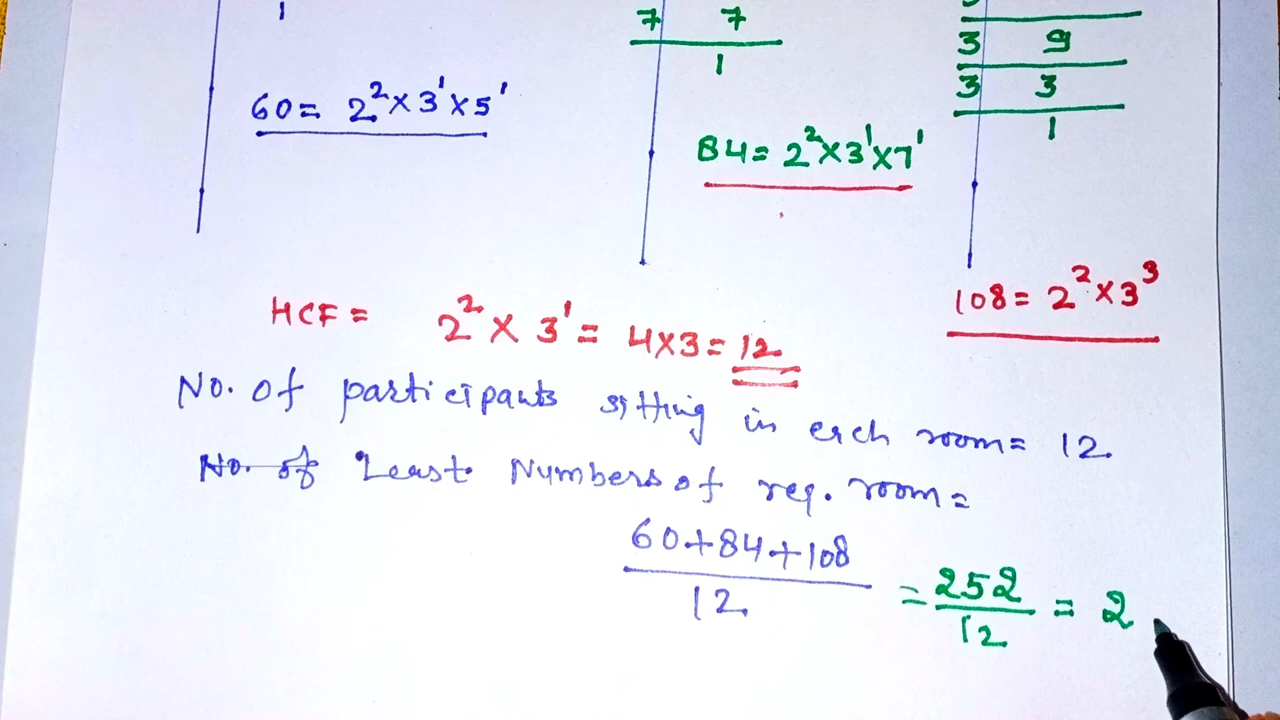 1
7 7
1
3 9
3 3
1
60 = 2² × 3¹ × 5¹
84 = 2² × 3¹ × 7¹
108 = 2² × 3³
HCF = 2² × 3¹ = 4 × 3 = 12
No. of participants sitting in each room = 12.
No. of Least Numbers of req. room =
60+84+108 / 12 = 252 / 12 = 2